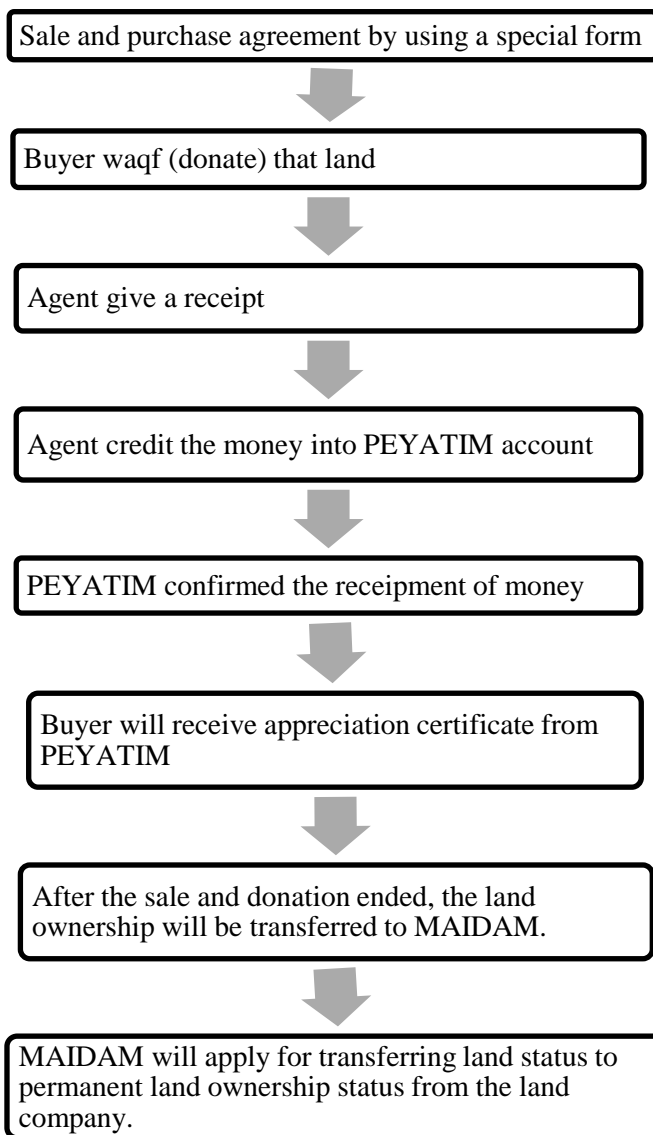 Sale and purchase agreement by using a special form
Buyer waqf (donate) that land
Agent give a receipt
Agent credit the money into PEYATIM account
PEYATIM confirmed the receipment of money
Buyer will receive appreciation certificate from
PEYATIM
After the sale and donation ended, the land
ownership will be transferred to MAIDAM.
MAIDAM will apply for transferring land status to
permanent land ownership status from the land
company.